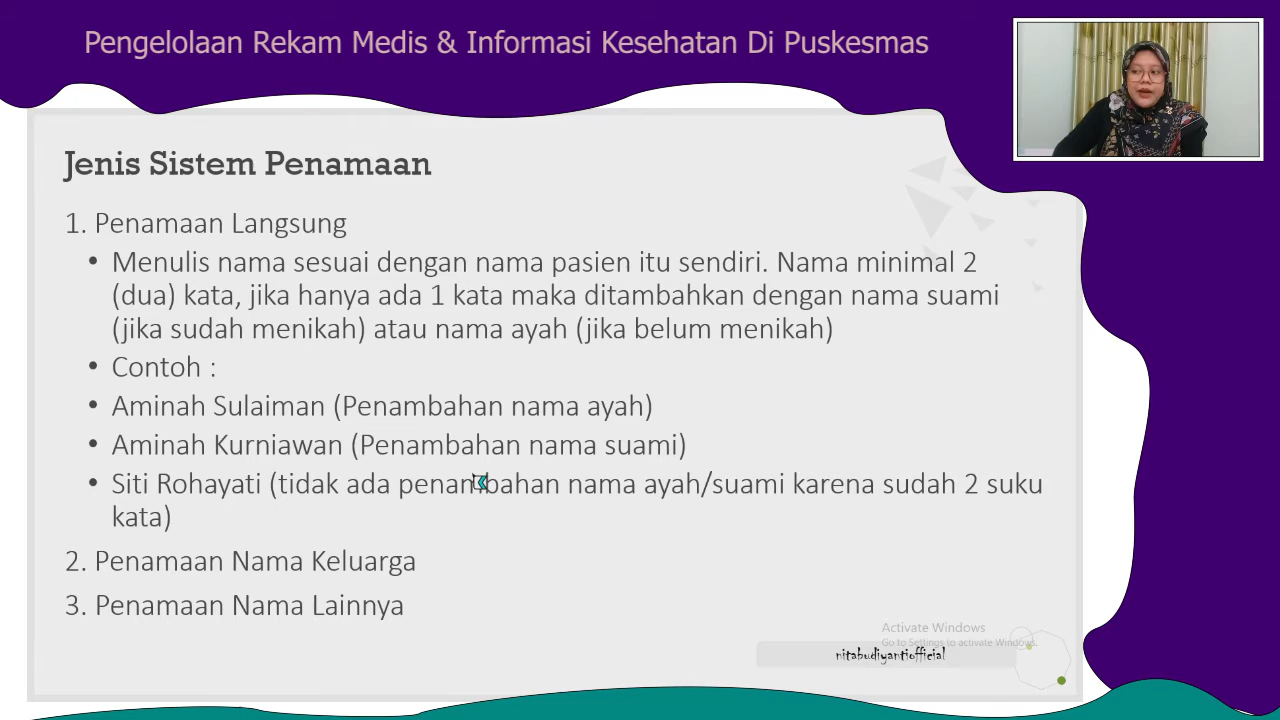 Pengelolaan Rekam Medis & Informasi Kesehatan Di Puskesmas
Jenis Sistem Penamaan
1. Penamaan Langsung
• Menulis nama sesuai dengan nama pasien itu sendiri. Nama minimal 2
(dua) kata, jika hanya ada 1 kata maka ditambahkan dengan nama suami
(jika sudah menikah) atau nama ayah (jika belum menikah)
• Contoh :
• Aminah Sulaiman (Penambahan nama ayah)
• Aminah Kurniawan (Penambahan nama suami)
• Siti Rohayati (tidak ada penambahan nama ayah/suami karena sudah 2 suku
kata)
2. Penamaan Nama Keluarga
3. Penamaan Nama Lainnya
Activate Windows
Go to Settings to activate Windows.
nitabudiyantiofficial